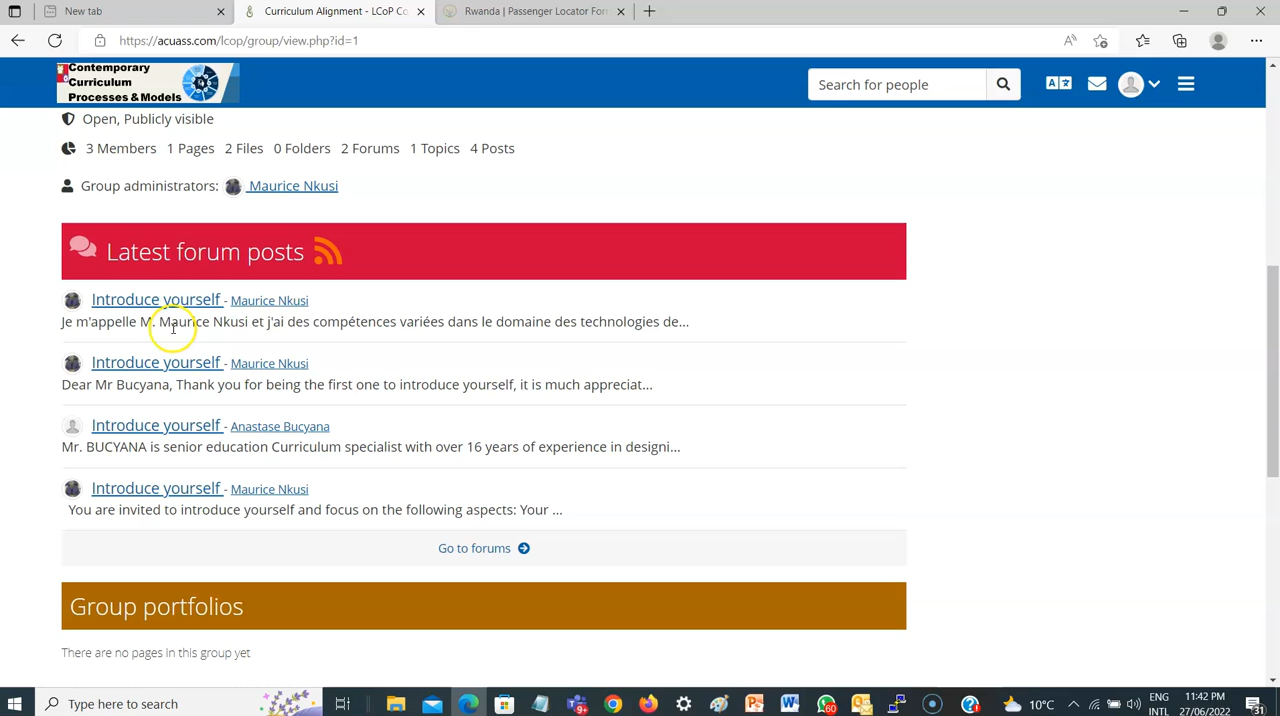 New tab
Curriculum Alignment - LCoP Co
Rwanda | Passenger Locator For
https://acuass.com/lcop/group/view.php?id=1
Contemporary
Curriculum
Processes & Models
Search for people
Open, Publicly visible
3 Members 1 Pages 2 Files 0 Folders 2 Forums 1 Topics 4 Posts
Group administrators: Maurice Nkusi
Latest forum posts
Introduce yourself - Maurice Nkusi
Je m'appelle M. Maurice Nkusi et j'ai des compétences variées dans le domaine des technologies de...
Introduce yourself - Maurice Nkusi
Dear Mr Bucyana, Thank you for being the first one to introduce yourself, it is much appreciat...
Introduce yourself - Anastase Bucyana
Mr. BUCYANA is senior education Curriculum specialist with over 16 years of experience in designi...
Introduce yourself - Maurice Nkusi
You are invited to introduce yourself and focus on the following aspects: Your ...
Go to forums
Group portfolios
There are no pages in this group yet
Type here to search
10°C
ENG
INTL
11:42 PM
27/06/2022